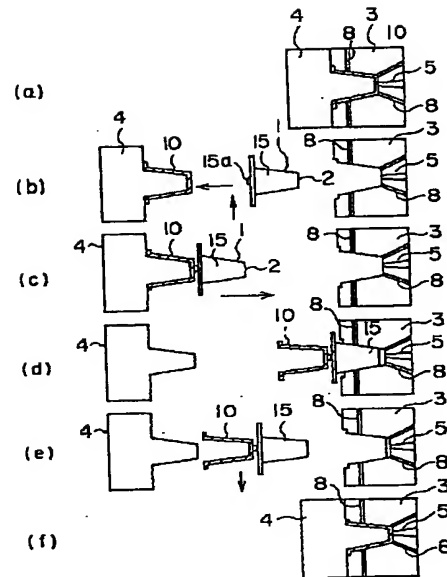 4 8 3 10
5
8
(a)
4 10 15a 15 1 2 8 3 5 8
(b)
4 10 15 1 2 8 3 5 8
(c)
4 10 8 15 3 5 8
(d)
4 10 15 8 3 5 8
(e)
4 8 3 5 8
(f)